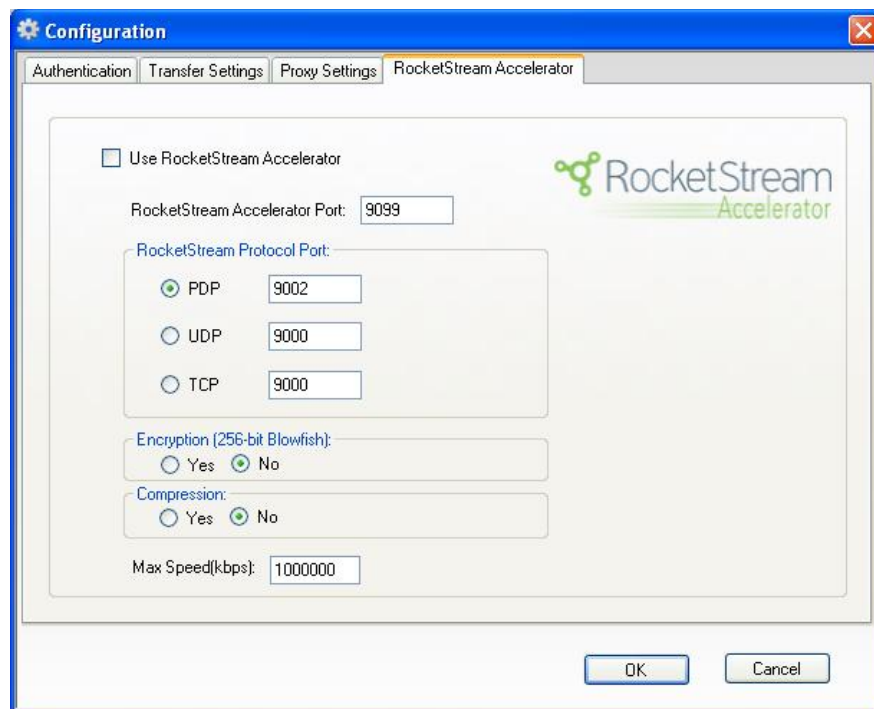 Configuration
Authentication Transfer Settings Proxy Settings RocketStream Accelerator
Use RocketStream Accelerator
RocketStream
Accelerator
RocketStream Accelerator Port: 9099
RocketStream Protocol Port:
PDP 9002
UDP 9000
TCP 9000
Encryption (256-bit Blowfish):
Yes No
Compression:
Yes No
Max Speed(kbps): 1000000
OK Cancel